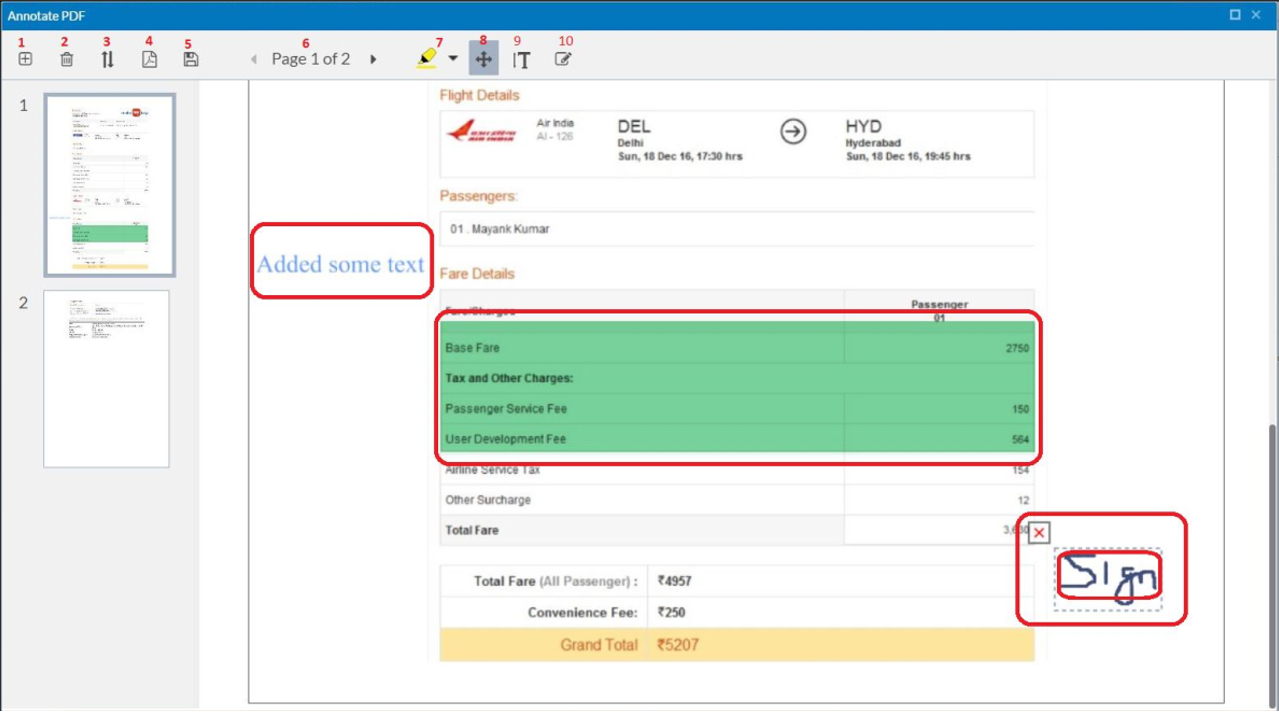 Annotate PDF
1 2 3 4 5 6 7 8 9 10
Page 1 of 2
1
2
Flight Details
Air India
AI - 126
DEL
Delhi
Sun, 18 Dec 16, 17:30 hrs
HYD
Hyderabad
Sun, 18 Dec 16, 19:45 hrs
Passengers:
01 . Mayank Kumar
Added some text
Fare Details
Fare/Charges
Passenger
01
Base Fare 2750
Tax and Other Charges:
Passenger Service Fee 150
User Development Fee 564
Airline Service Tax 154
Other Surcharge 12
Total Fare
Sign
Total Fare (All Passenger) : ₹4957
Convenience Fee: ₹250
Grand Total ₹5207